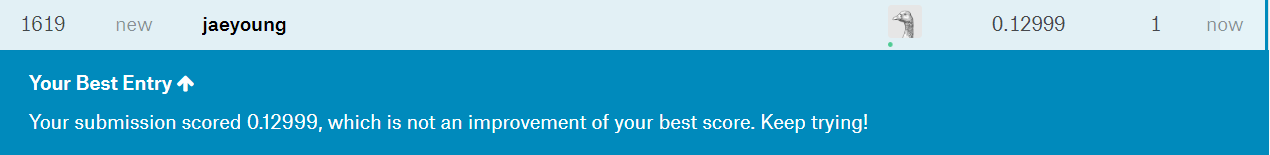 1619 new jaeyoung 0.12999 1 now
Your Best Entry
Your submission scored 0.12999, which is not an improvement of your best score. Keep trying!